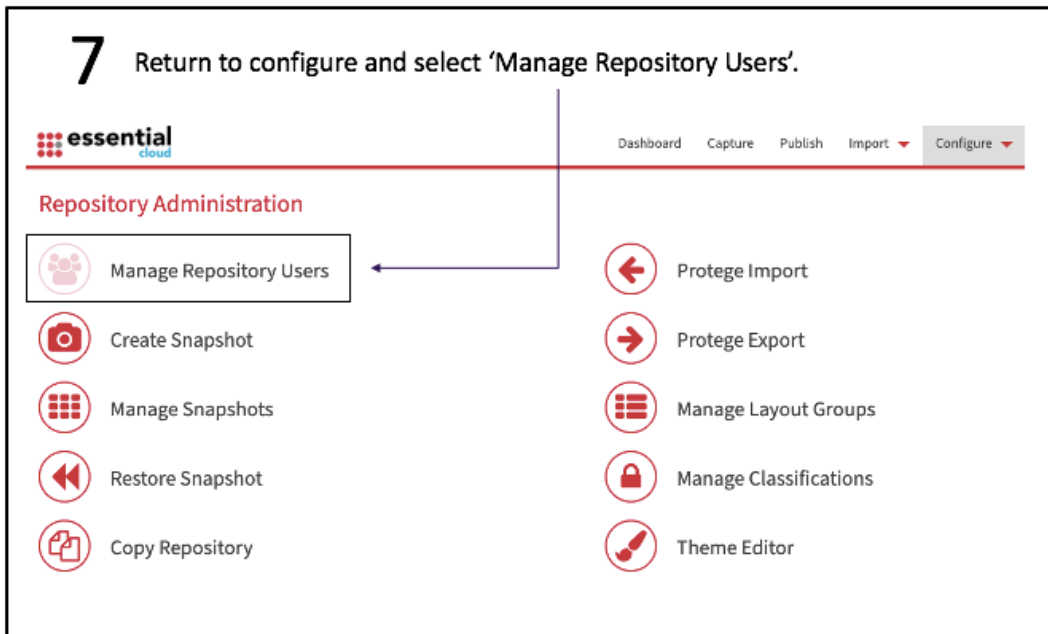 7 Return to configure and select ‘Manage Repository Users’.
essential
cloud
Dashboard Capture Publish Import Configure
Repository Administration
Manage Repository Users
Protege Import
Create Snapshot
Protege Export
Manage Snapshots
Manage Layout Groups
Restore Snapshot
Manage Classifications
Copy Repository
Theme Editor